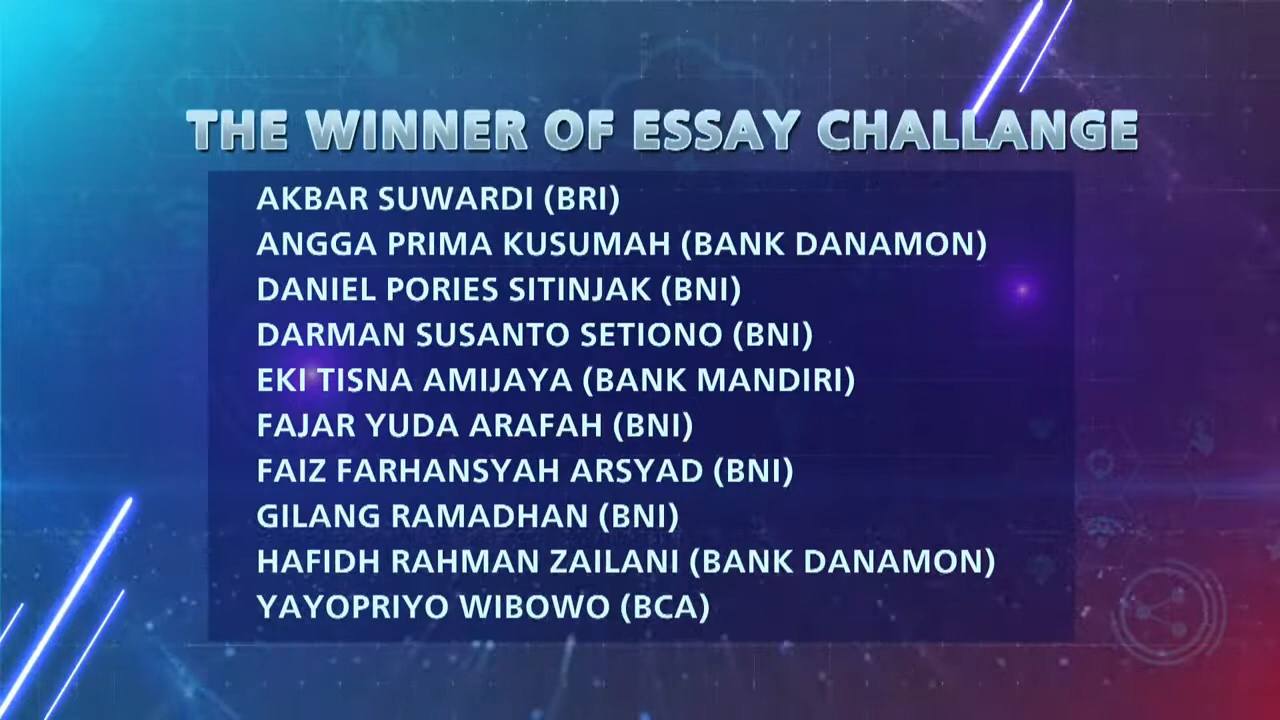 THE WINNER OF ESSAY CHALLANGE
AKBAR SUWARDI (BRI)
ANGGA PRIMA KUSUMAH (BANK DANAMON)
DANIEL PORIES SITINJAK (BNI)
DARMAN SUSANTO SETIONO (BNI)
EKI TISNA AMIJAYA (BANK MANDIRI)
FAJAR YUDA ARAFAH (BNI)
FAIZ FARHANSYAH ARSYAD (BNI)
GILANG RAMADHAN (BNI)
HAFIDH RAHMAN ZAILANI (BANK DANAMON)
YAYOPRIYO WIBOWO (BCA)